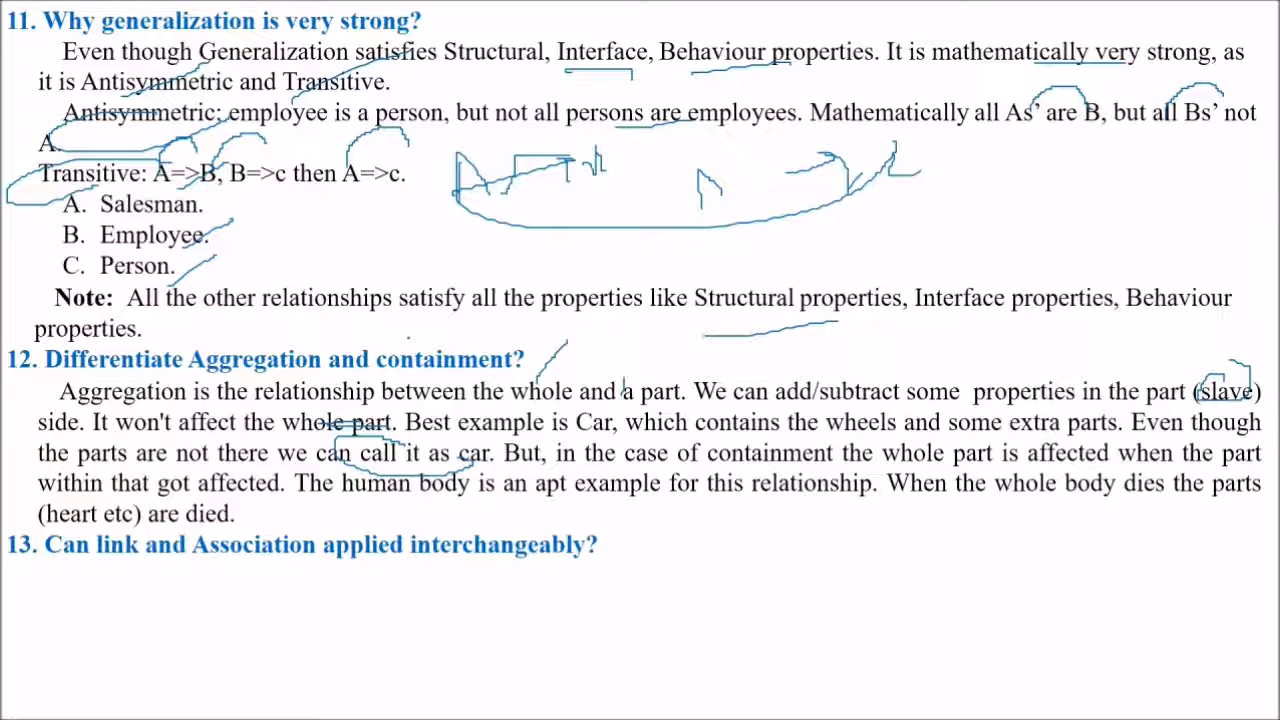 11. Why generalization is very strong?
Even though Generalization satisfies Structural, Interface, Behaviour properties. It is mathematically very strong, as
it is Antisymmetric and Transitive.
Antisymmetric: employee is a person, but not all persons are employees. Mathematically all As’ are B, but all Bs’ not
A.
Transitive: A=>B, B=>c then A=>c.
A. Salesman.
B. Employee.
C. Person.
Note: All the other relationships satisfy all the properties like Structural properties, Interface properties, Behaviour
properties.
12. Differentiate Aggregation and containment?
Aggregation is the relationship between the whole and a part. We can add/subtract some properties in the part (slave)
side. It won't affect the whole part. Best example is Car, which contains the wheels and some extra parts. Even though
the parts are not there we can call it as car. But, in the case of containment the whole part is affected when the part
within that got affected. The human body is an apt example for this relationship. When the whole body dies the parts
(heart etc) are died.
13. Can link and Association applied interchangeably?